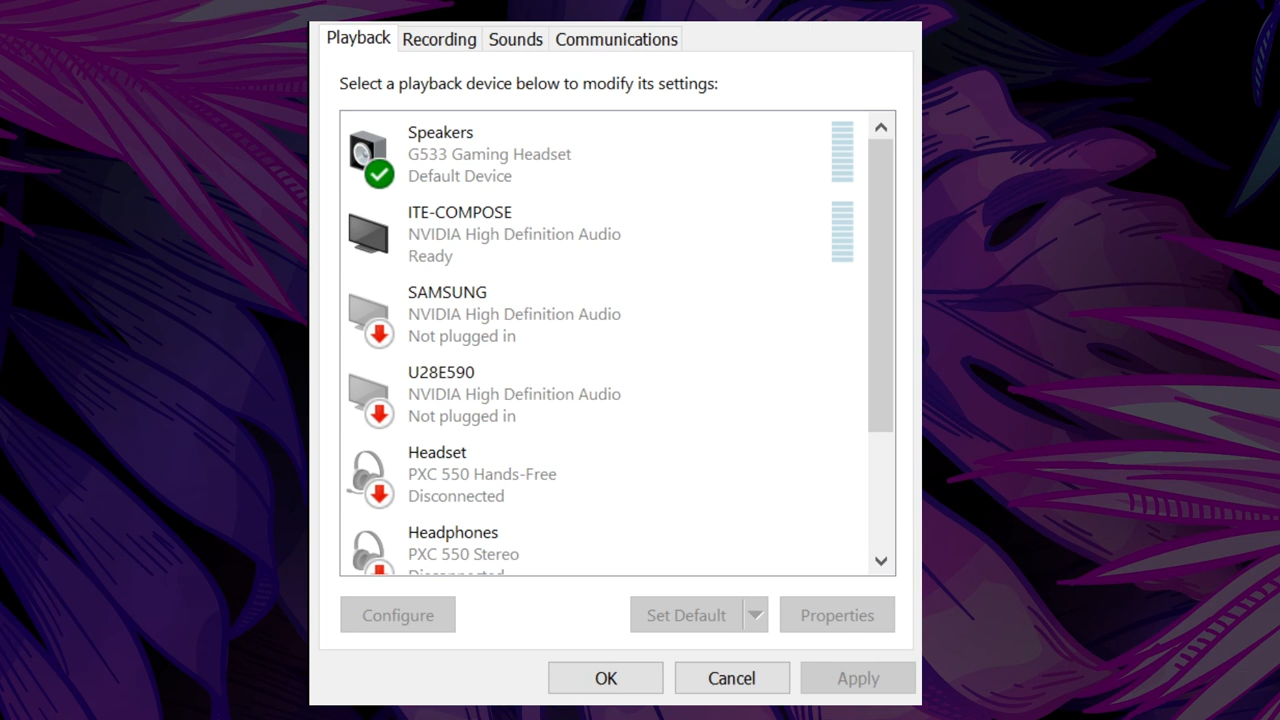 Playback
Recording
Sounds
Communications
Select a playback device below to modify its settings:
Speakers
G533 Gaming Headset
Default Device
ITE-COMPOSE
NVIDIA High Definition Audio
Ready
SAMSUNG
NVIDIA High Definition Audio
Not plugged in
U28E590
NVIDIA High Definition Audio
Not plugged in
Headset
PXC 550 Hands-Free
Disconnected
Headphones
PXC 550 Stereo
Configure
Set Default
Properties
OK
Cancel
Apply